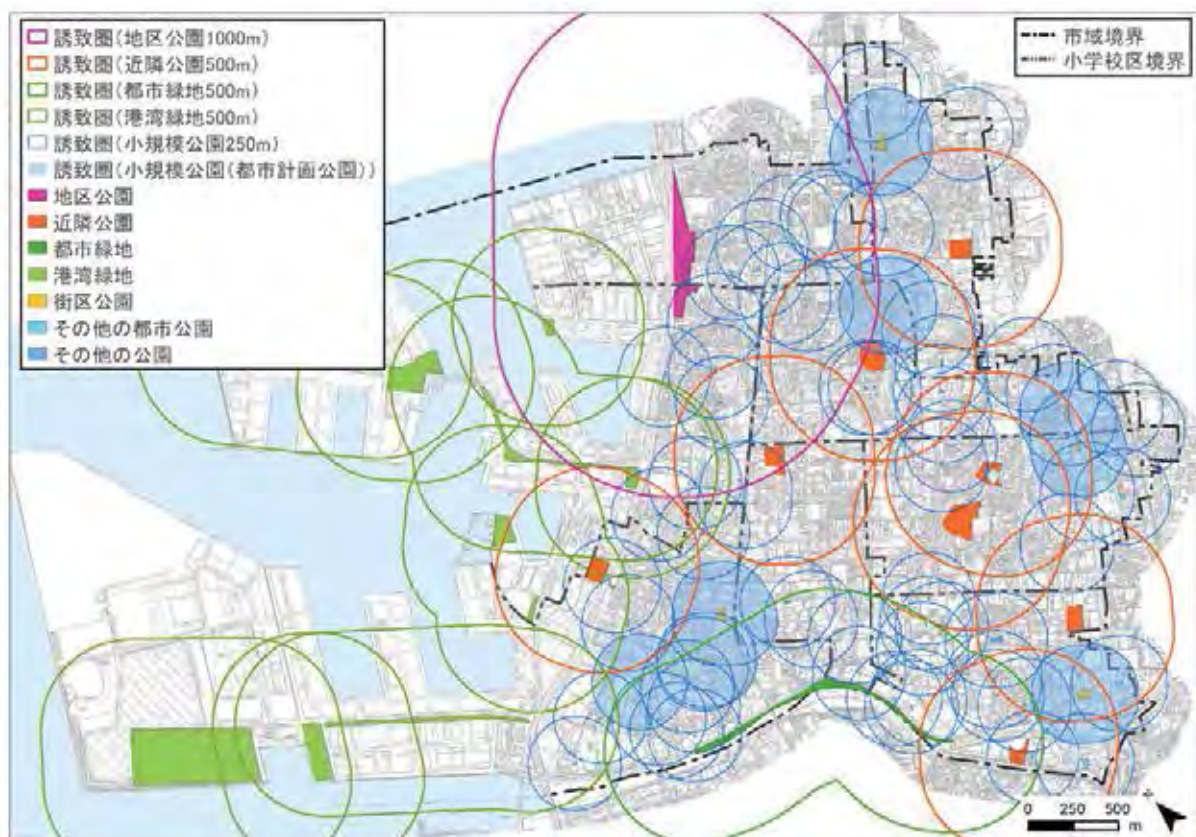 誘致圏(地区公園1000m)
誘致圏(近隣公園500m)
誘致圏(都市緑地500m)
誘致圏(港湾緑地500m)
誘致圏(小規模公園250m)
誘致圏(小規模公園(都市計画公園))
地区公園
近隣公園
都市緑地
港湾緑地
街区公園
その他の都市公園
その他の公園
市域境界
小学校区境界
0 250 500
m